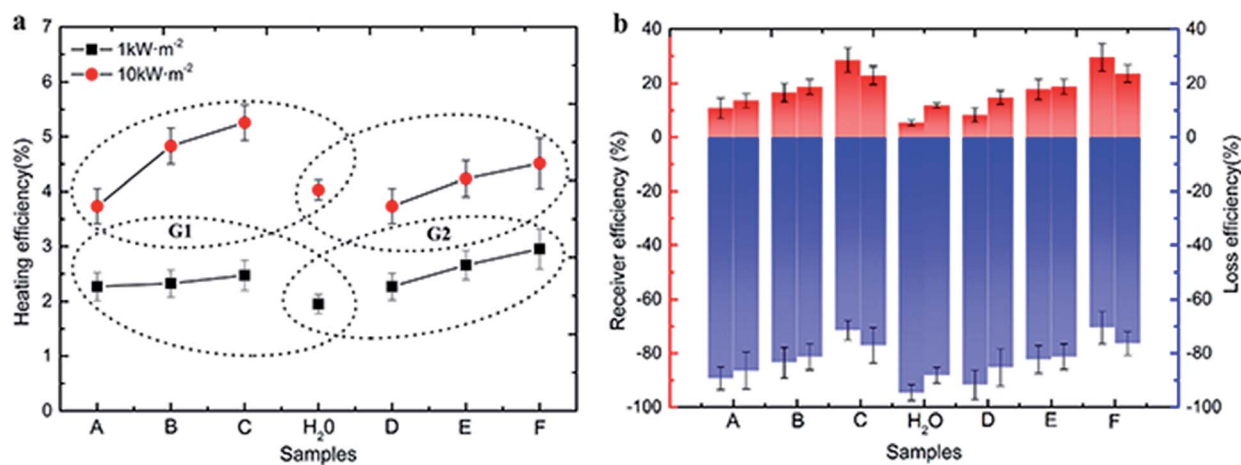 a
7
6
5
4
3
2
1
0
Heating efficiency(%)
1kW·m-2
10kW·m-2
G1
G2
A B C H20 D E F
Samples
b
40
20
0
-20
-40
-60
-80
-100
Receiver efficiency (%)
40
20
0
-20
-40
-60
-80
-100
Loss efficiency(%)
A B C H2O D E F
Samples